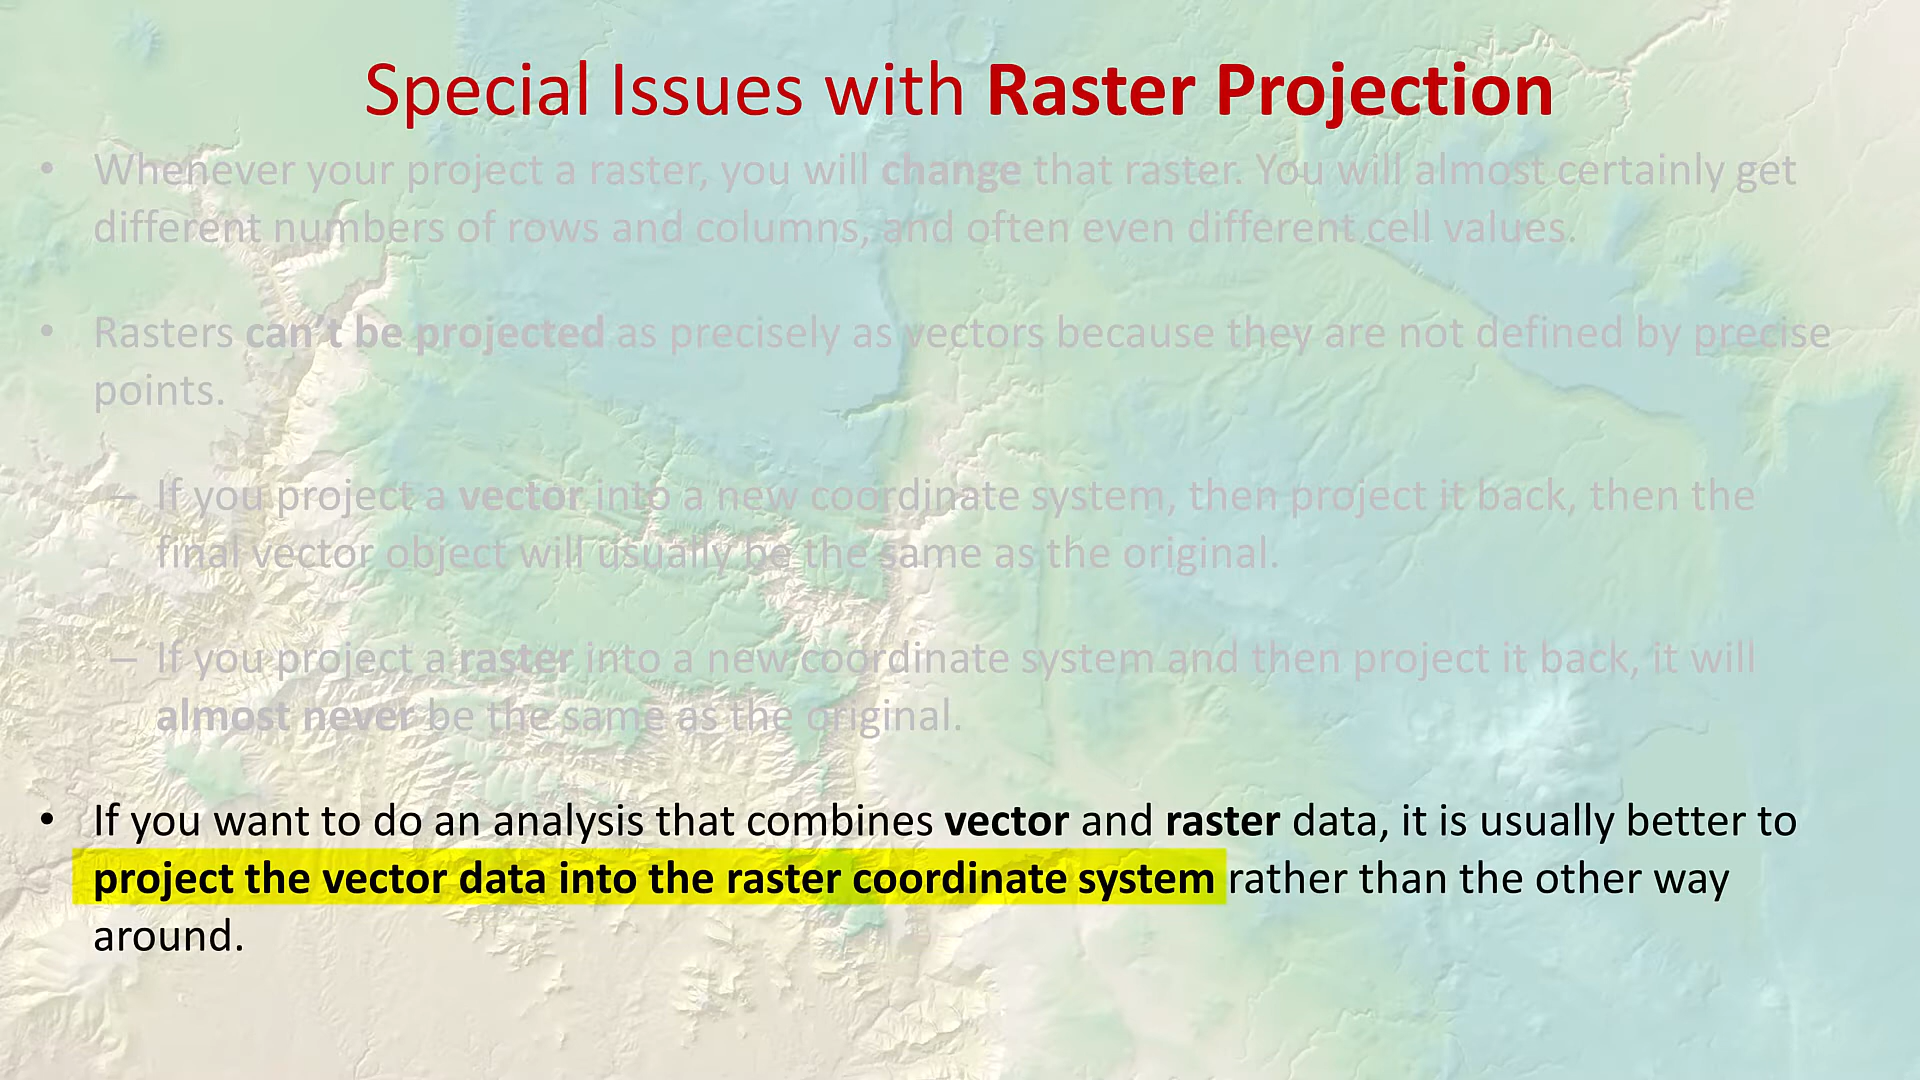 Special Issues with Raster Projection
• Whenever your project a raster, you will change that raster. You will almost certainly get
different numbers of rows and columns, and often even different cell values.
• Rasters can't be projected as precisely as vectors because they are not defined by precise
points.
– If you project a vector into a new coordinate system, then project it back, then the
final vector object will usually be the same as the original.
– If you project a raster into a new coordinate system and then project it back, it will
almost never be the same as the original.
• If you want to do an analysis that combines vector and raster data, it is usually better to
project the vector data into the raster coordinate system rather than the other way
around.